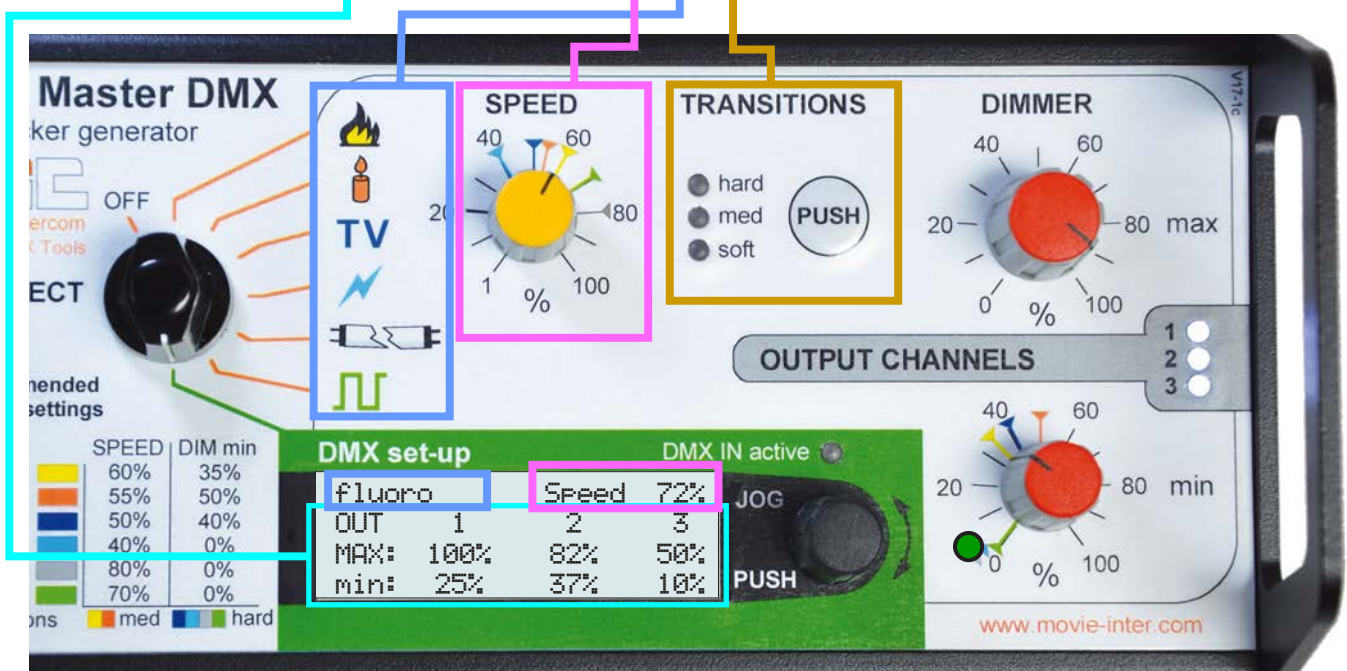 Master DMX
ker generator
OFF
ercom
Tools
ECT
mended
settings
SPEED DIM min
60% 35%
55% 50%
50% 40%
40% 0%
80% 0%
70% 0%
ons med hard
TV
SPEED
40 60
20 80
1 100
%
TRANSITIONS
hard
med
soft
PUSH
DIMMER
40 60
20 80 max
0 100
%
V17-1c
OUTPUT CHANNELS
1
2
3
40 60
20 80 min
0 100
%
DMX set-up DMX IN active
fluoro Speed 72%
OUT 1 2 3
MAX: 100% 82% 50%
min: 25% 37% 10%
JOG
PUSH
www.movie-inter.com